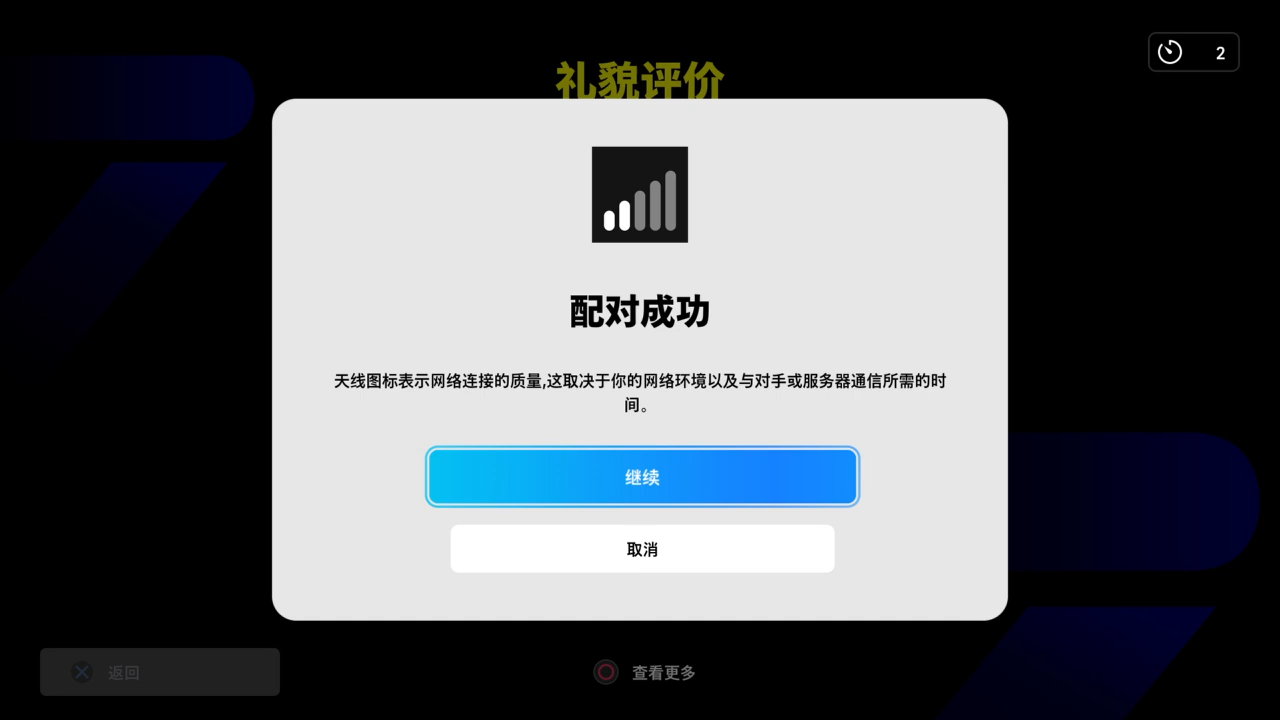 2
礼貌评价
配对成功
天线图标表示网络连接的质量,这取决于你的网络环境以及与对手或服务器通信所需的时
间。
继续
取消
返回
查看更多